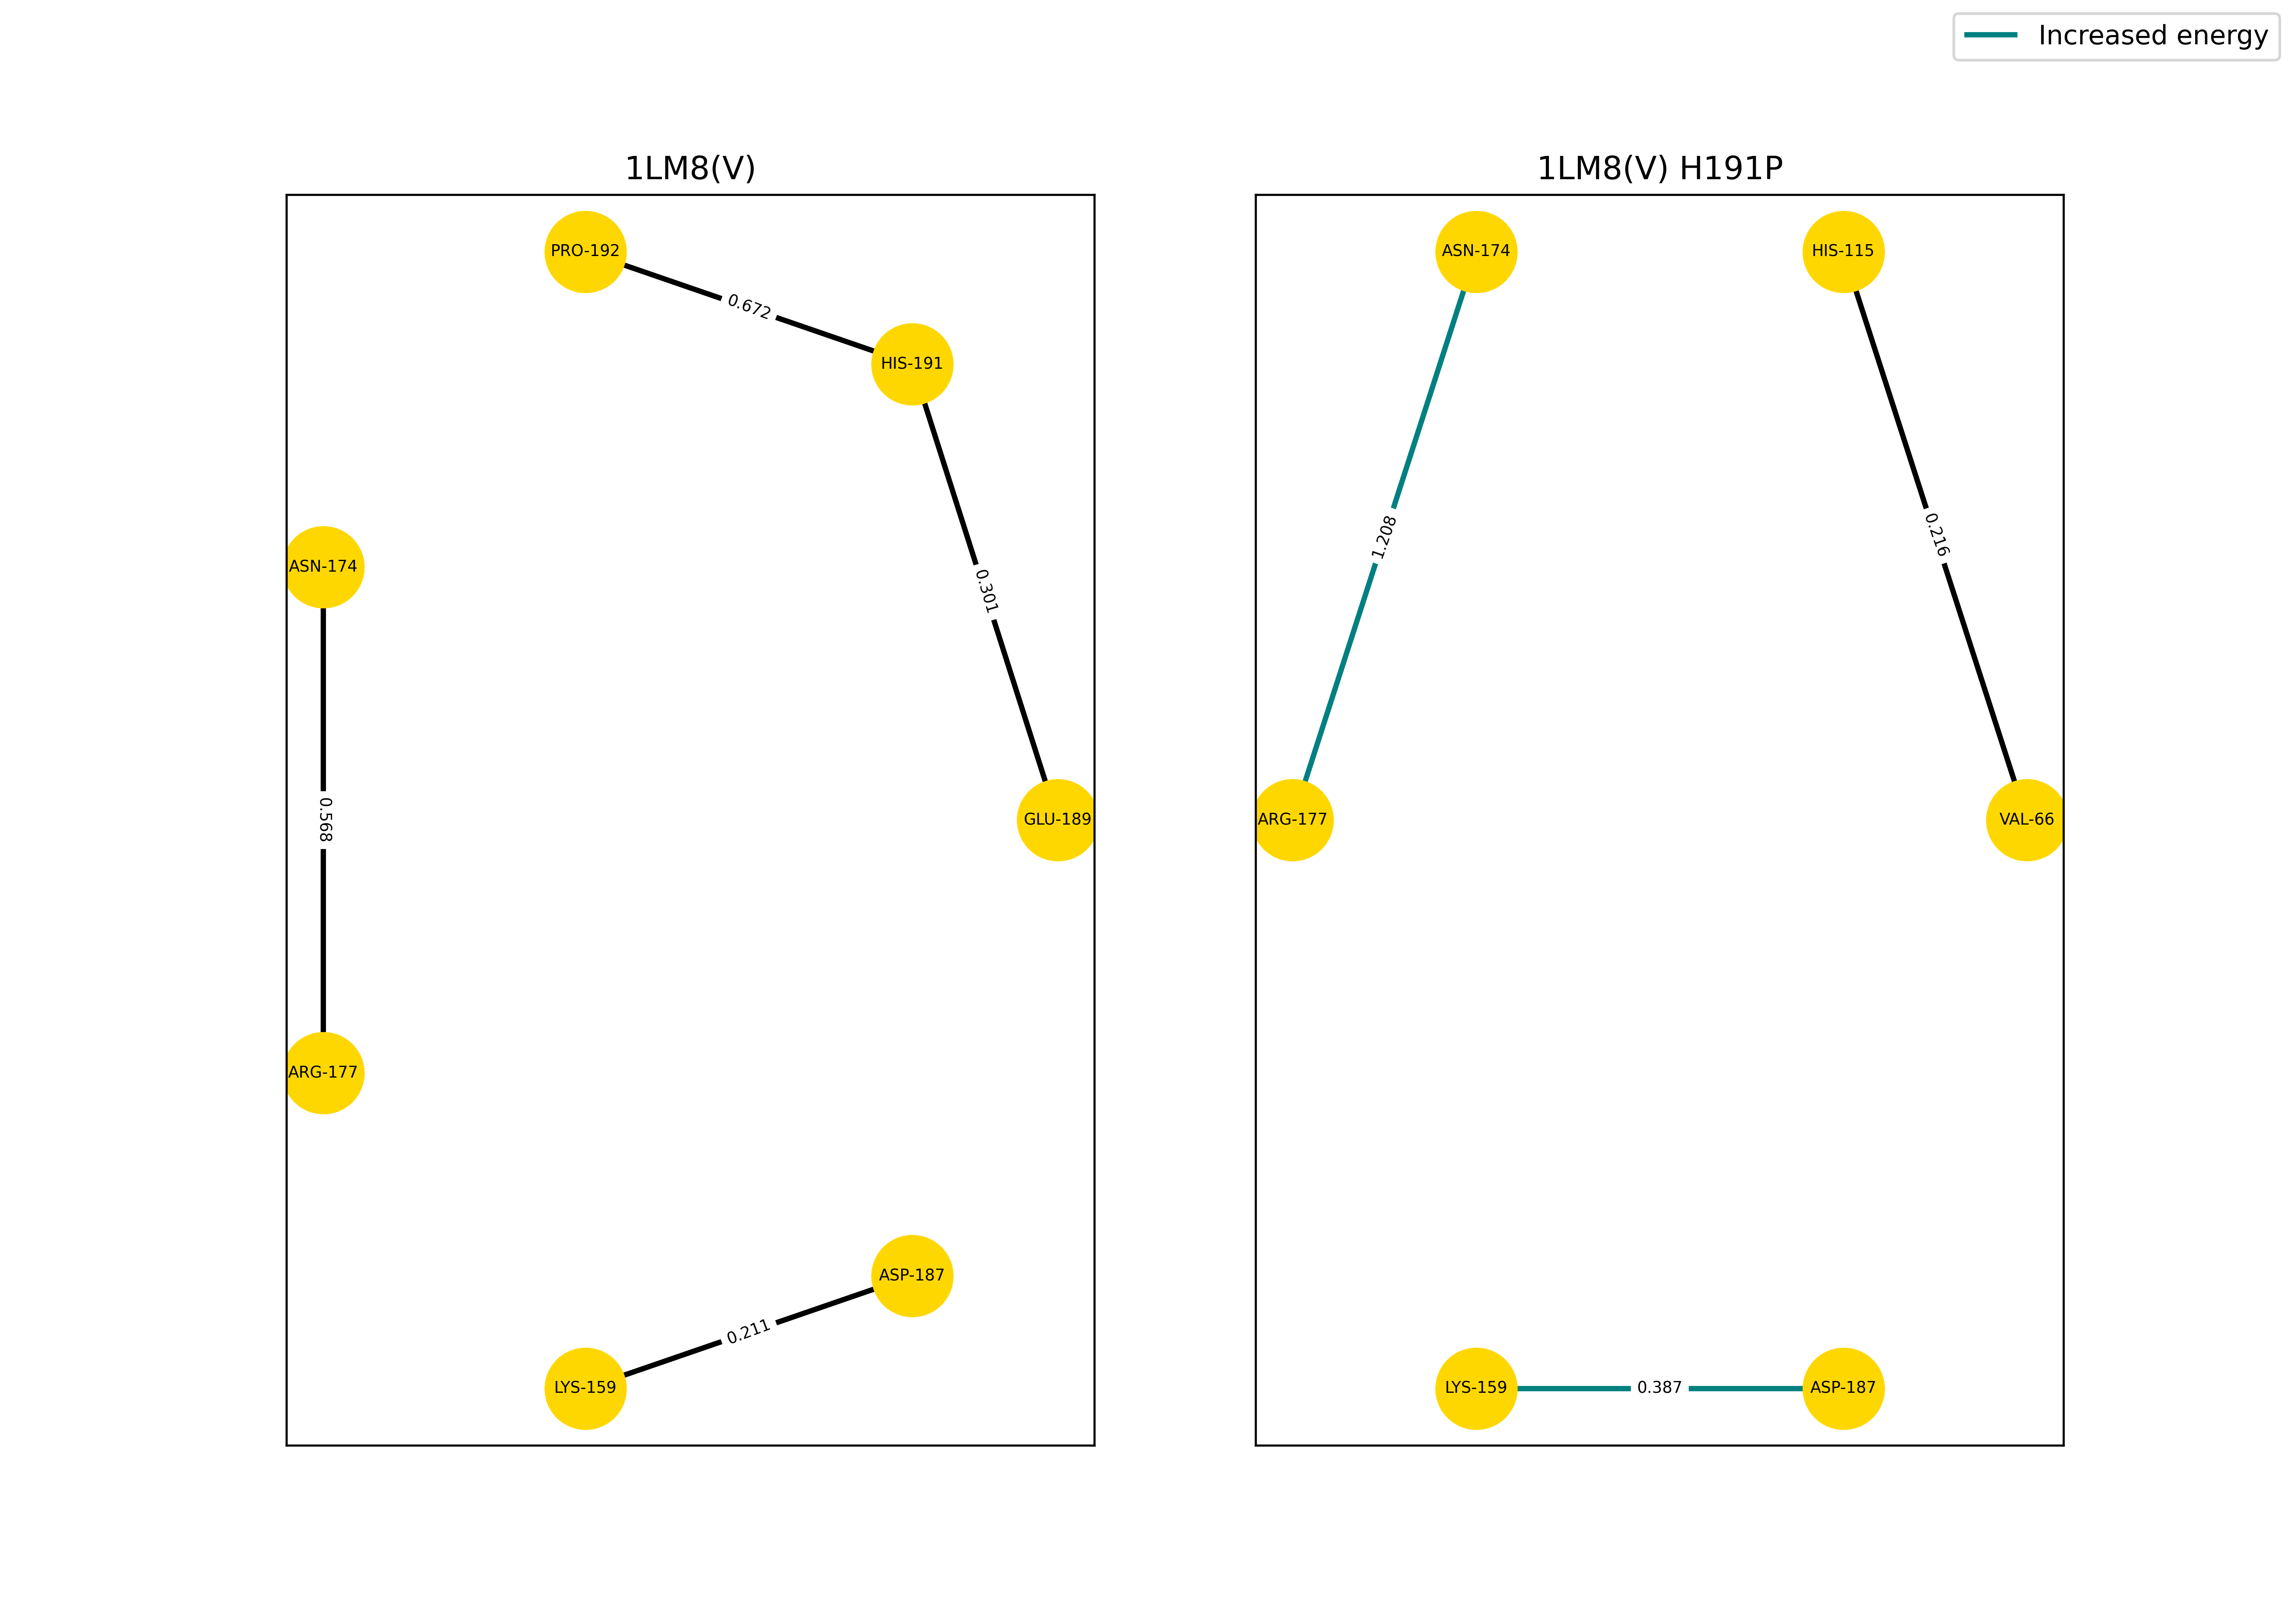 Increased energy
1LM8(V)
PRO-192
0.672
HIS-191
ASN-174
0.301
0.568
GLU-189
ARG-177
ASP-187
0.211
LYS-159
1LM8(V) H191P
ASN-174
HIS-115
1.208
0.216
ARG-177
VAL-66
LYS-159
0.387
ASP-187